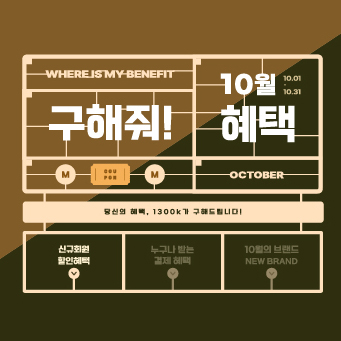 WHERE IS MY BENEFIT
구해줘!
10월
10.01
-
10.31
혜택
M
COU
PON
M
OCTOBER
당신의 혜택, 1300k가 구해드립니다!
신규회원
할인혜택
누구나 받는
결제 혜택
10월의 브랜드
NEW BRAND